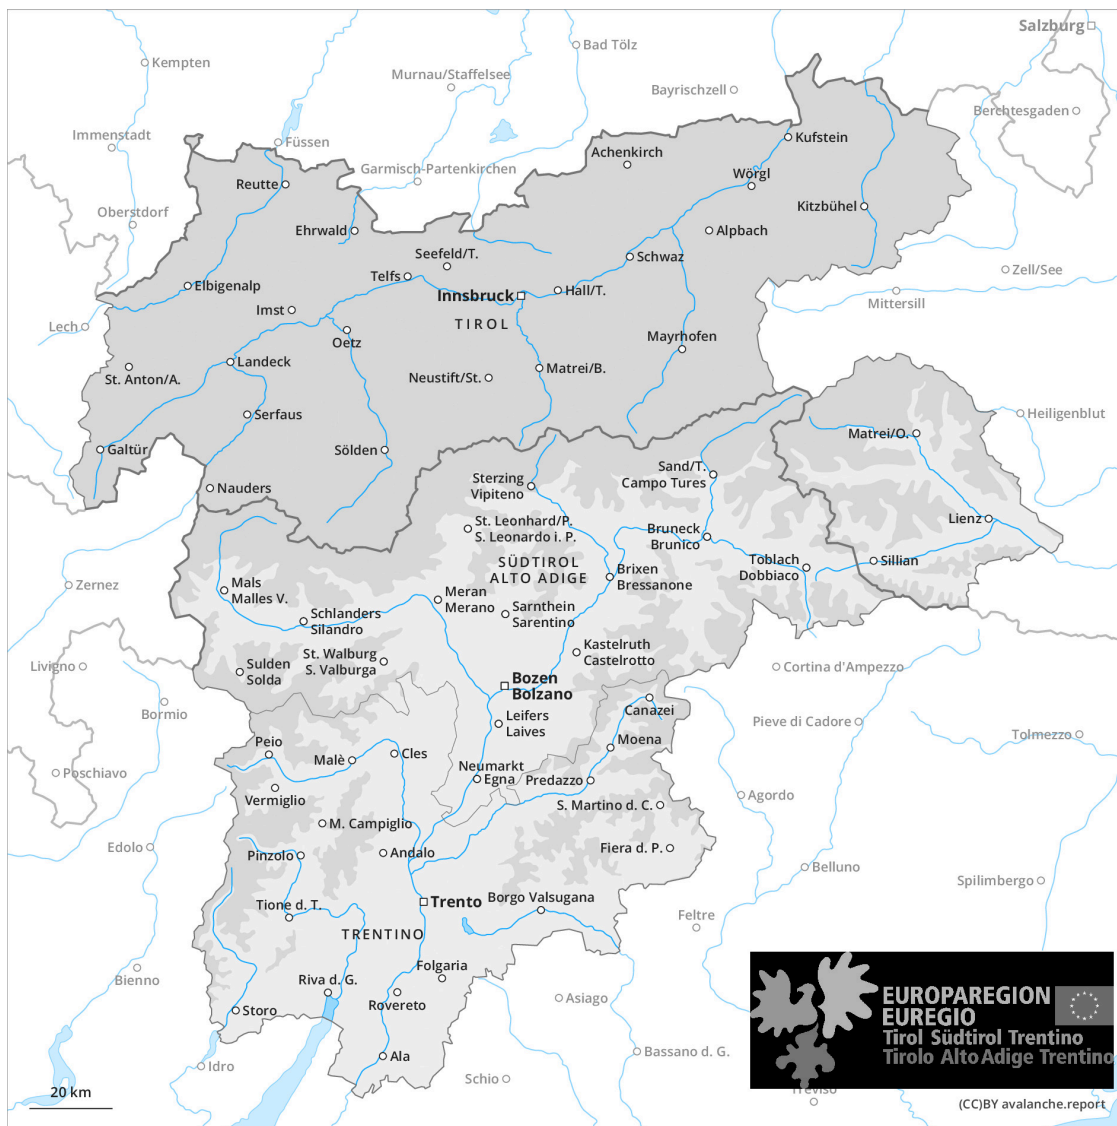 Salzburg
Bad Tölz
Kempten
Murnau/Staffelsee
Bayrischzell
Berchtesgaden
Immenstadt
Füssen
Kufstein
Achenkirch
Garmisch-Partenkirchen
Wörgl
Reutte
Kitzbühel
Oberstdorf
Ehrwald
Alpbach
Seefeld/T.
Schwaz
Zell/See
Telfs
Elbigenalp
Hall/T.
Innsbruck
Mittersill
Imst
Lech
TIROL
Oetz
Mayrhofen
Landeck
Matrei/B.
St. Anton/A.
Neustift/St.
Serfaus
Heiligenblut
Matrei/O.
Galtür
Sölden
Sand/T.
Campo Tures
Sterzing
Vipiteno
Nauders
Lienz
St. Leonhard/P.
S. Leonardo i. P.
Bruneck
Brunico
SÜDTIROL
ALTO ADIGE
Toblach
Dobbiaco
Sillian
Brixen
Bressanone
Zernez
Mals
Malles V.
Meran
Merano
Schlanders
Silandro
Sarnthein
Sarentino
Kastelruth
Castelrotto
St. Walburg
S. Valburga
Livigno
Sulden
Solda
Cortina d'Ampezzo
Bozen
Bolzano
Bormio
Canazei
Leifers
Laives
Pieve di Cadore
Tolmezzo
Moena
Peio
Cles
Malè
Neumarkt
Egna
Poschiavo
Predazzo
Vermiglio
Agordo
S. Martino d. C.
M. Campiglio
Edolo
Pinzolo
Andalo
Fiera d. P.
Belluno
Spilimbergo
Borgo Valsugana
Trento
Tione d. T.
Feltre
TRENTINO
Folgaria
Bienno
Riva d. G.
Rovereto
Asiago
Storo
EUROPAREGION
EUREGIO
Tirol Südtirol Trentino
Tirolo Alto Adige Trentino
Bassano d. G.
Ala
Idro
Schio
20 km
Treviso
(CC)BY avalanche.report